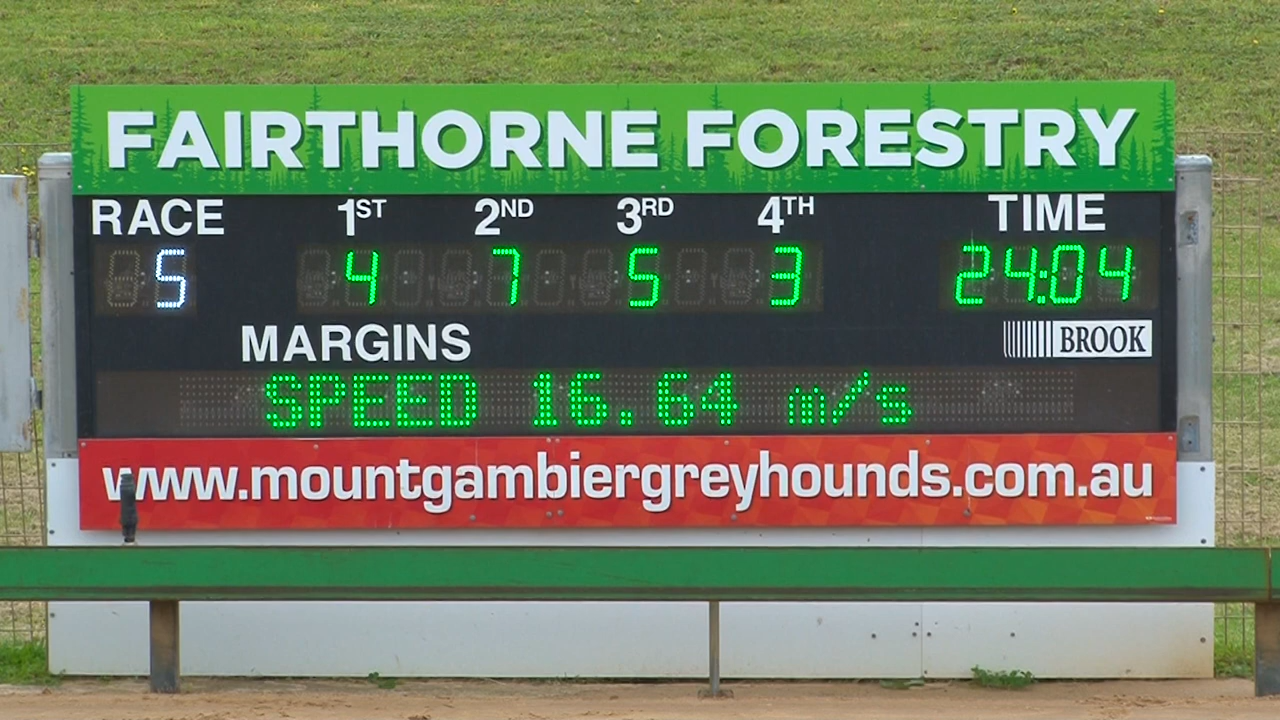 FAIRTHORNE FORESTRY
RACE 1ST 2ND 3RD 4TH TIME
5 4 7 5 3 24:04
MARGINS BROOK
SPEED 16.64 m/s
www.mountgambiergreyhounds.com.au